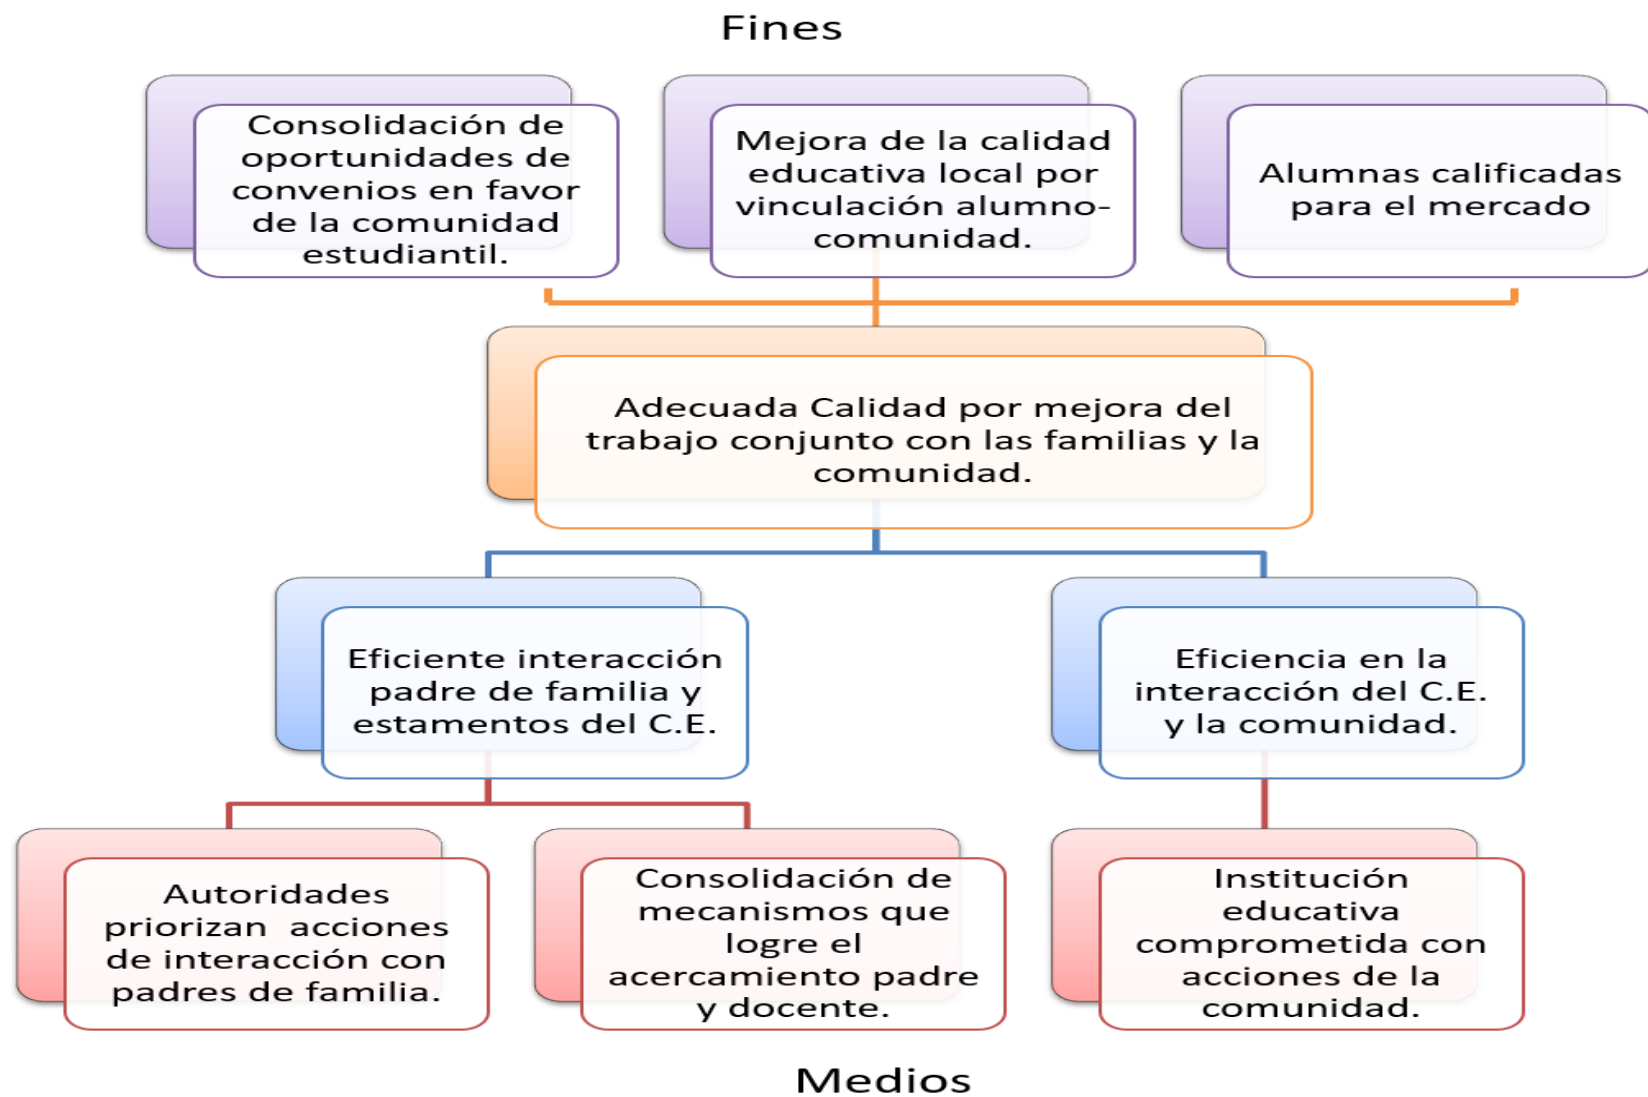 Fines
Consolidación de
oportunidades de
convenios en favor
de la comunidad
estudiantil.
Mejora de la calidad
educativa local por
vinculación alumno-
comunidad.
Alumnas calificadas
para el mercado
Adecuada Calidad por mejora del
trabajo conjunto con las familias y la
comunidad.
Eficiente interacción
padre de familia y
estamentos del C.E.
Eficiencia en la
interacción del C.E.
y la comunidad.
Autoridades
priorizan  acciones
de interacción con
padres de familia.
Consolidación de
mecanismos que
logre el
acercamiento padre
y docente.
Institución
educativa
comprometida con
acciones de la
comunidad.
Medios